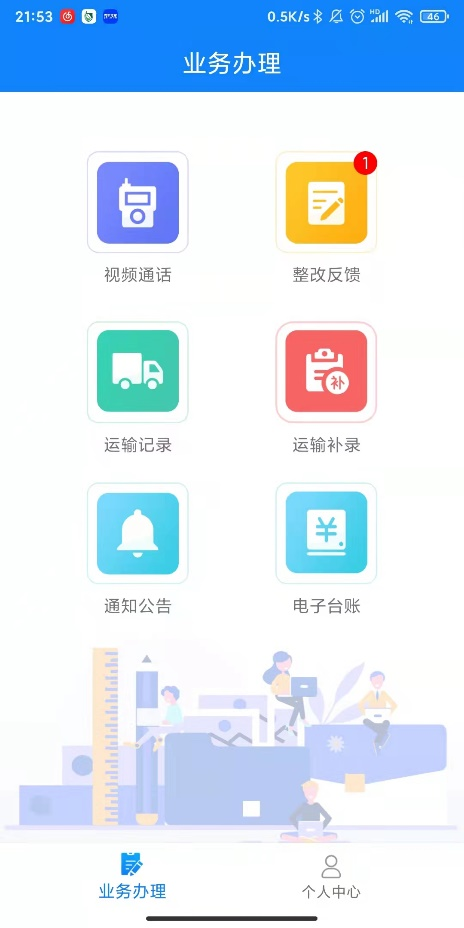 21:53
0.5K/s
HD
46
业务办理
1
视频通话
整改反馈
运输记录
补
运输补录
通知公告
电子台账
业务办理
个人中心